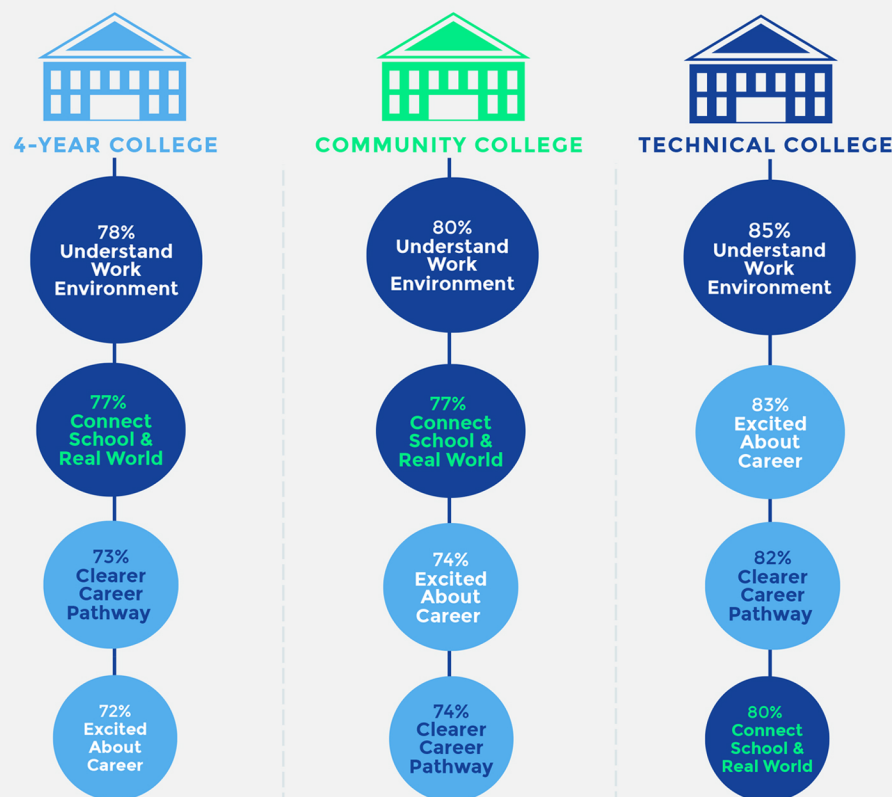 4-YEAR COLLEGE
78%
Understand
Work
Environment
77%
Connect
School &
Real World
73%
Clearer
Career
Pathway
72%
Excited
About
Career
COMMUNITY COLLEGE
80%
Understand
Work
Environment
77%
Connect
School &
Real World
74%
Excited
About
Career
74%
Clearer
Career
Pathway
TECHNICAL COLLEGE
85%
Understand
Work
Environment
83%
Excited
About
Career
82%
Clearer
Career
Pathway
80%
Connect
School &
Real World